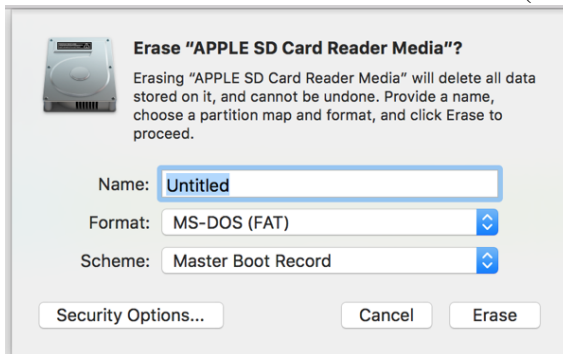 Erase “APPLE SD Card Reader Media”?
Erasing “APPLE SD Card Reader Media” will delete all data
stored on it, and cannot be undone. Provide a name,
choose a partition map and format, and click Erase to
proceed.
Name: Untitled
Format: MS-DOS (FAT)
Scheme: Master Boot Record
Security Options... Cancel Erase